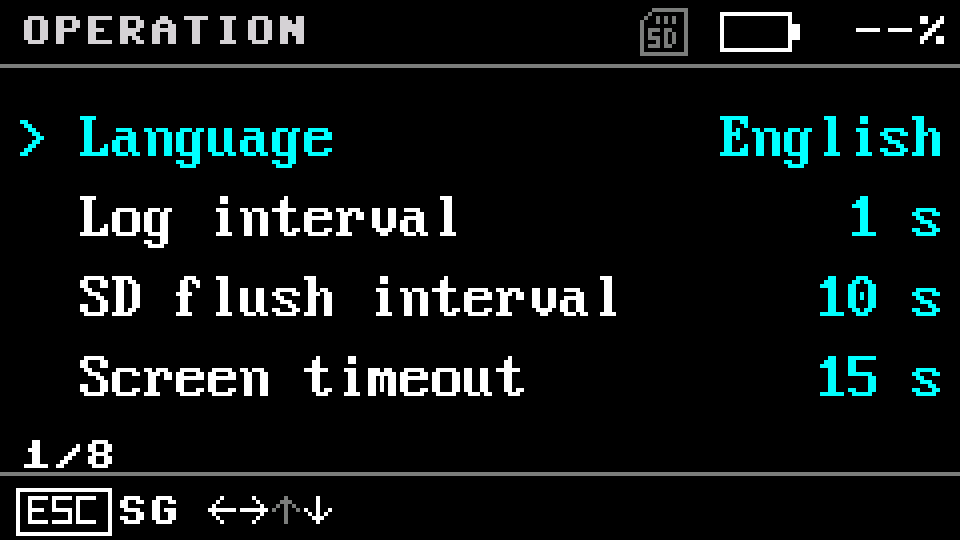 OPERATION SD --%
> Language English
Log interval 1 s
SD flush interval 10 s
Screen timeout 15 s
1/8
ESC SG ←→↑↓